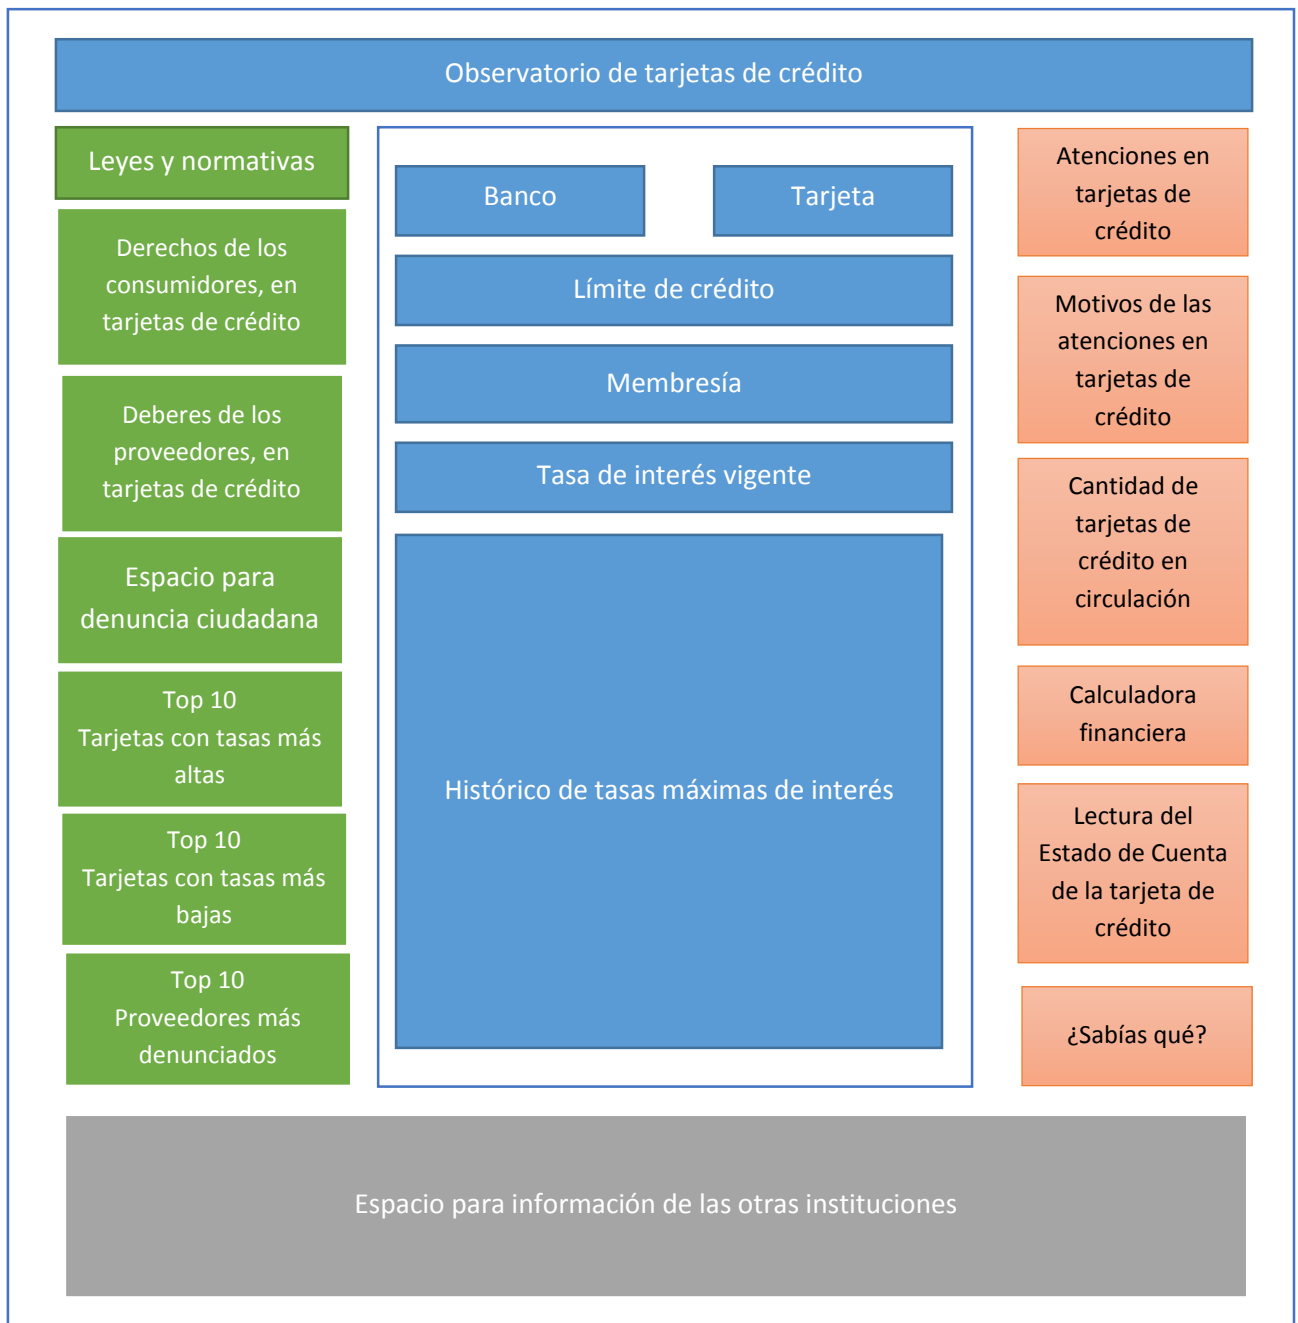 Observatorio de tarjetas de crédito
Leyes y normativas
Derechos de los
consumidores, en
tarjetas de crédito
Deberes de los
proveedores, en
tarjetas de crédito
Espacio para
denuncia ciudadana
Top 10
Tarjetas con tasas más
altas
Top 10
Tarjetas con tasas más
bajas
Top 10
Proveedores más
denunciados
Banco
Tarjeta
Límite de crédito
Membresía
Tasa de interés vigente
Histórico de tasas máximas de interés
Atenciones en
tarjetas de
crédito
Motivos de las
atenciones en
tarjetas de
crédito
Cantidad de
tarjetas de
crédito en
circulación
Calculadora
financiera
Lectura del
Estado de Cuenta
de la tarjeta de
crédito
¿Sabías qué?
Espacio para información de las otras instituciones